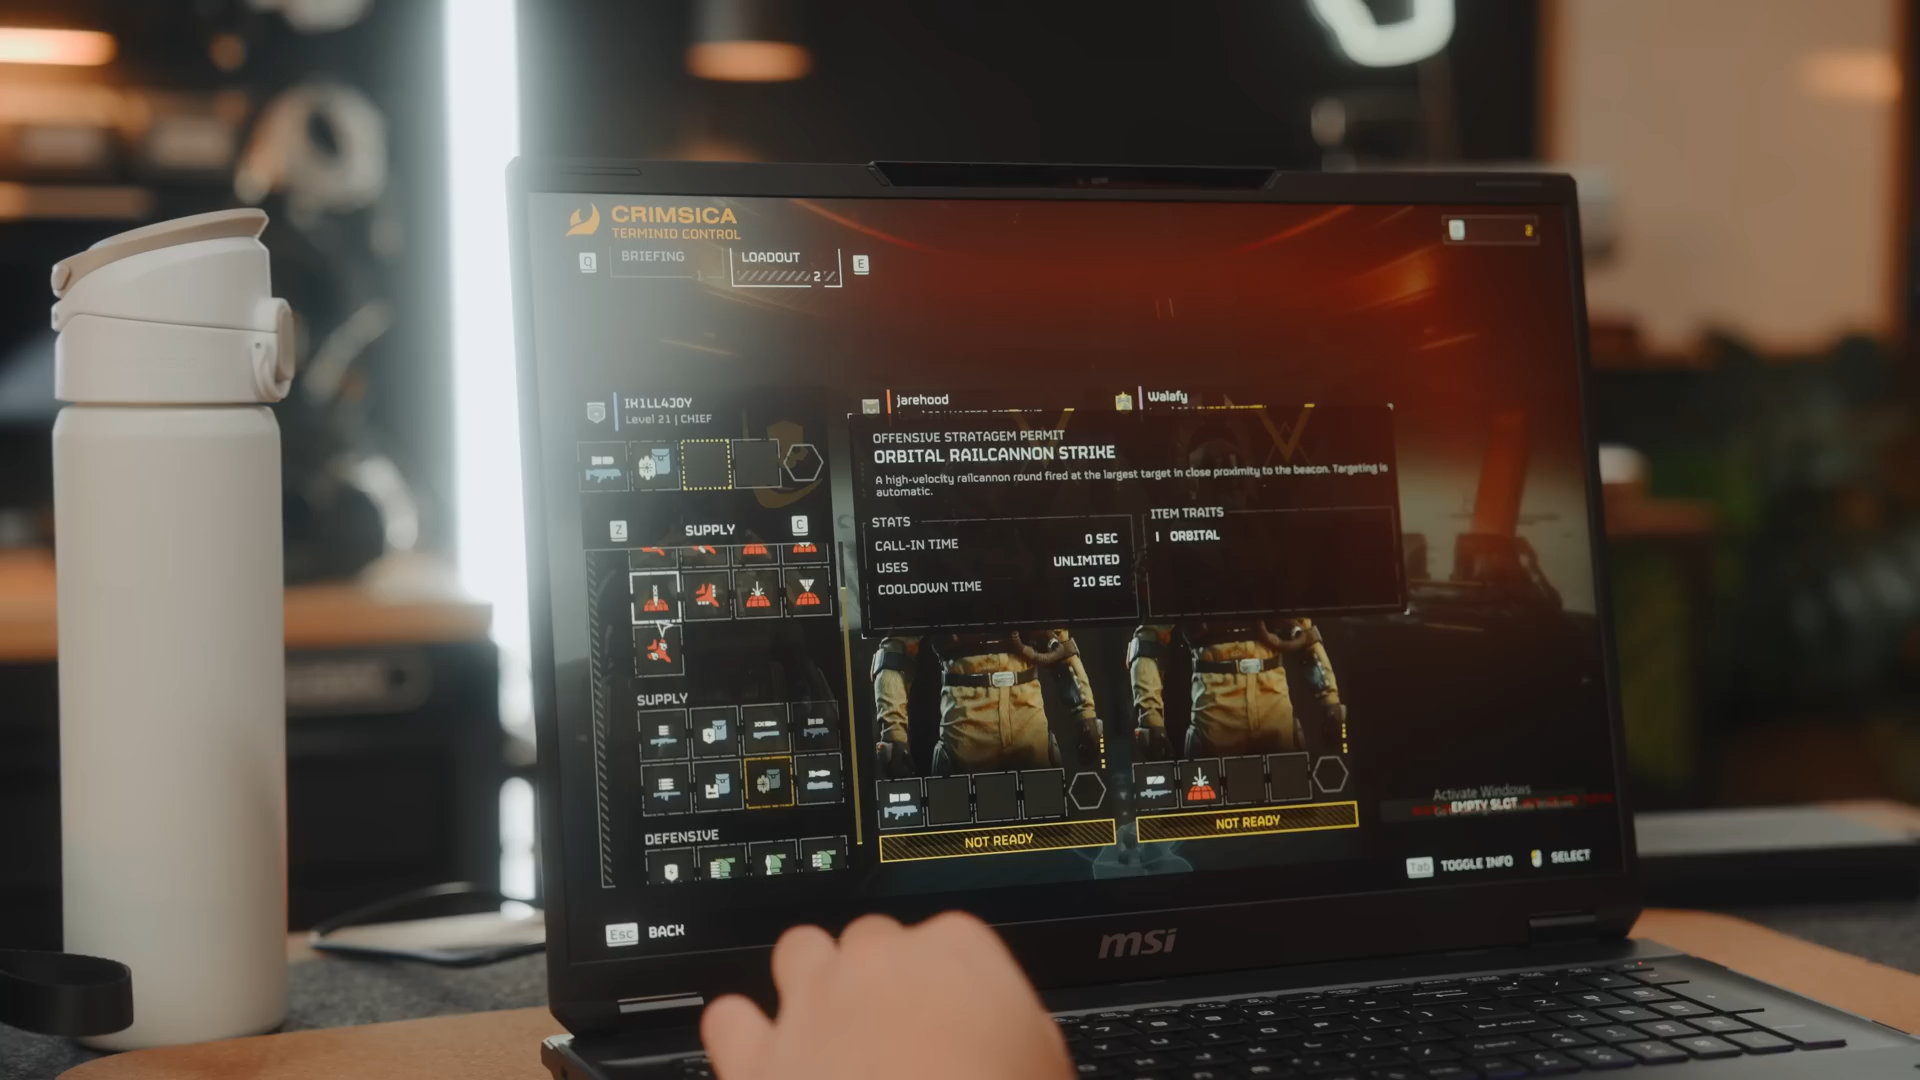 CRIMSICA
TERMINID CONTROL
Q BRIEFING LOADOUT E
2
2
IK1LL4J0Y
Level 21 | CHIEF
jarehood
Walafy
OFFENSIVE STRATAGEM PERMIT
ORBITAL RAILCANNON STRIKE
A high-velocity railcannon round fired at the largest target in close proximity to the beacon. Targeting is
automatic.
Z SUPPLY C
STATS
CALL-IN TIME 0 SEC
USES UNLIMITED
COOLDOWN TIME 210 SEC
ITEM TRAITS
ORBITAL
SUPPLY
DEFENSIVE
NOT READY
NOT READY
Activate Windows
EMPTY SLOT
Tab TOGGLE INFO SELECT
Esc BACK
msi